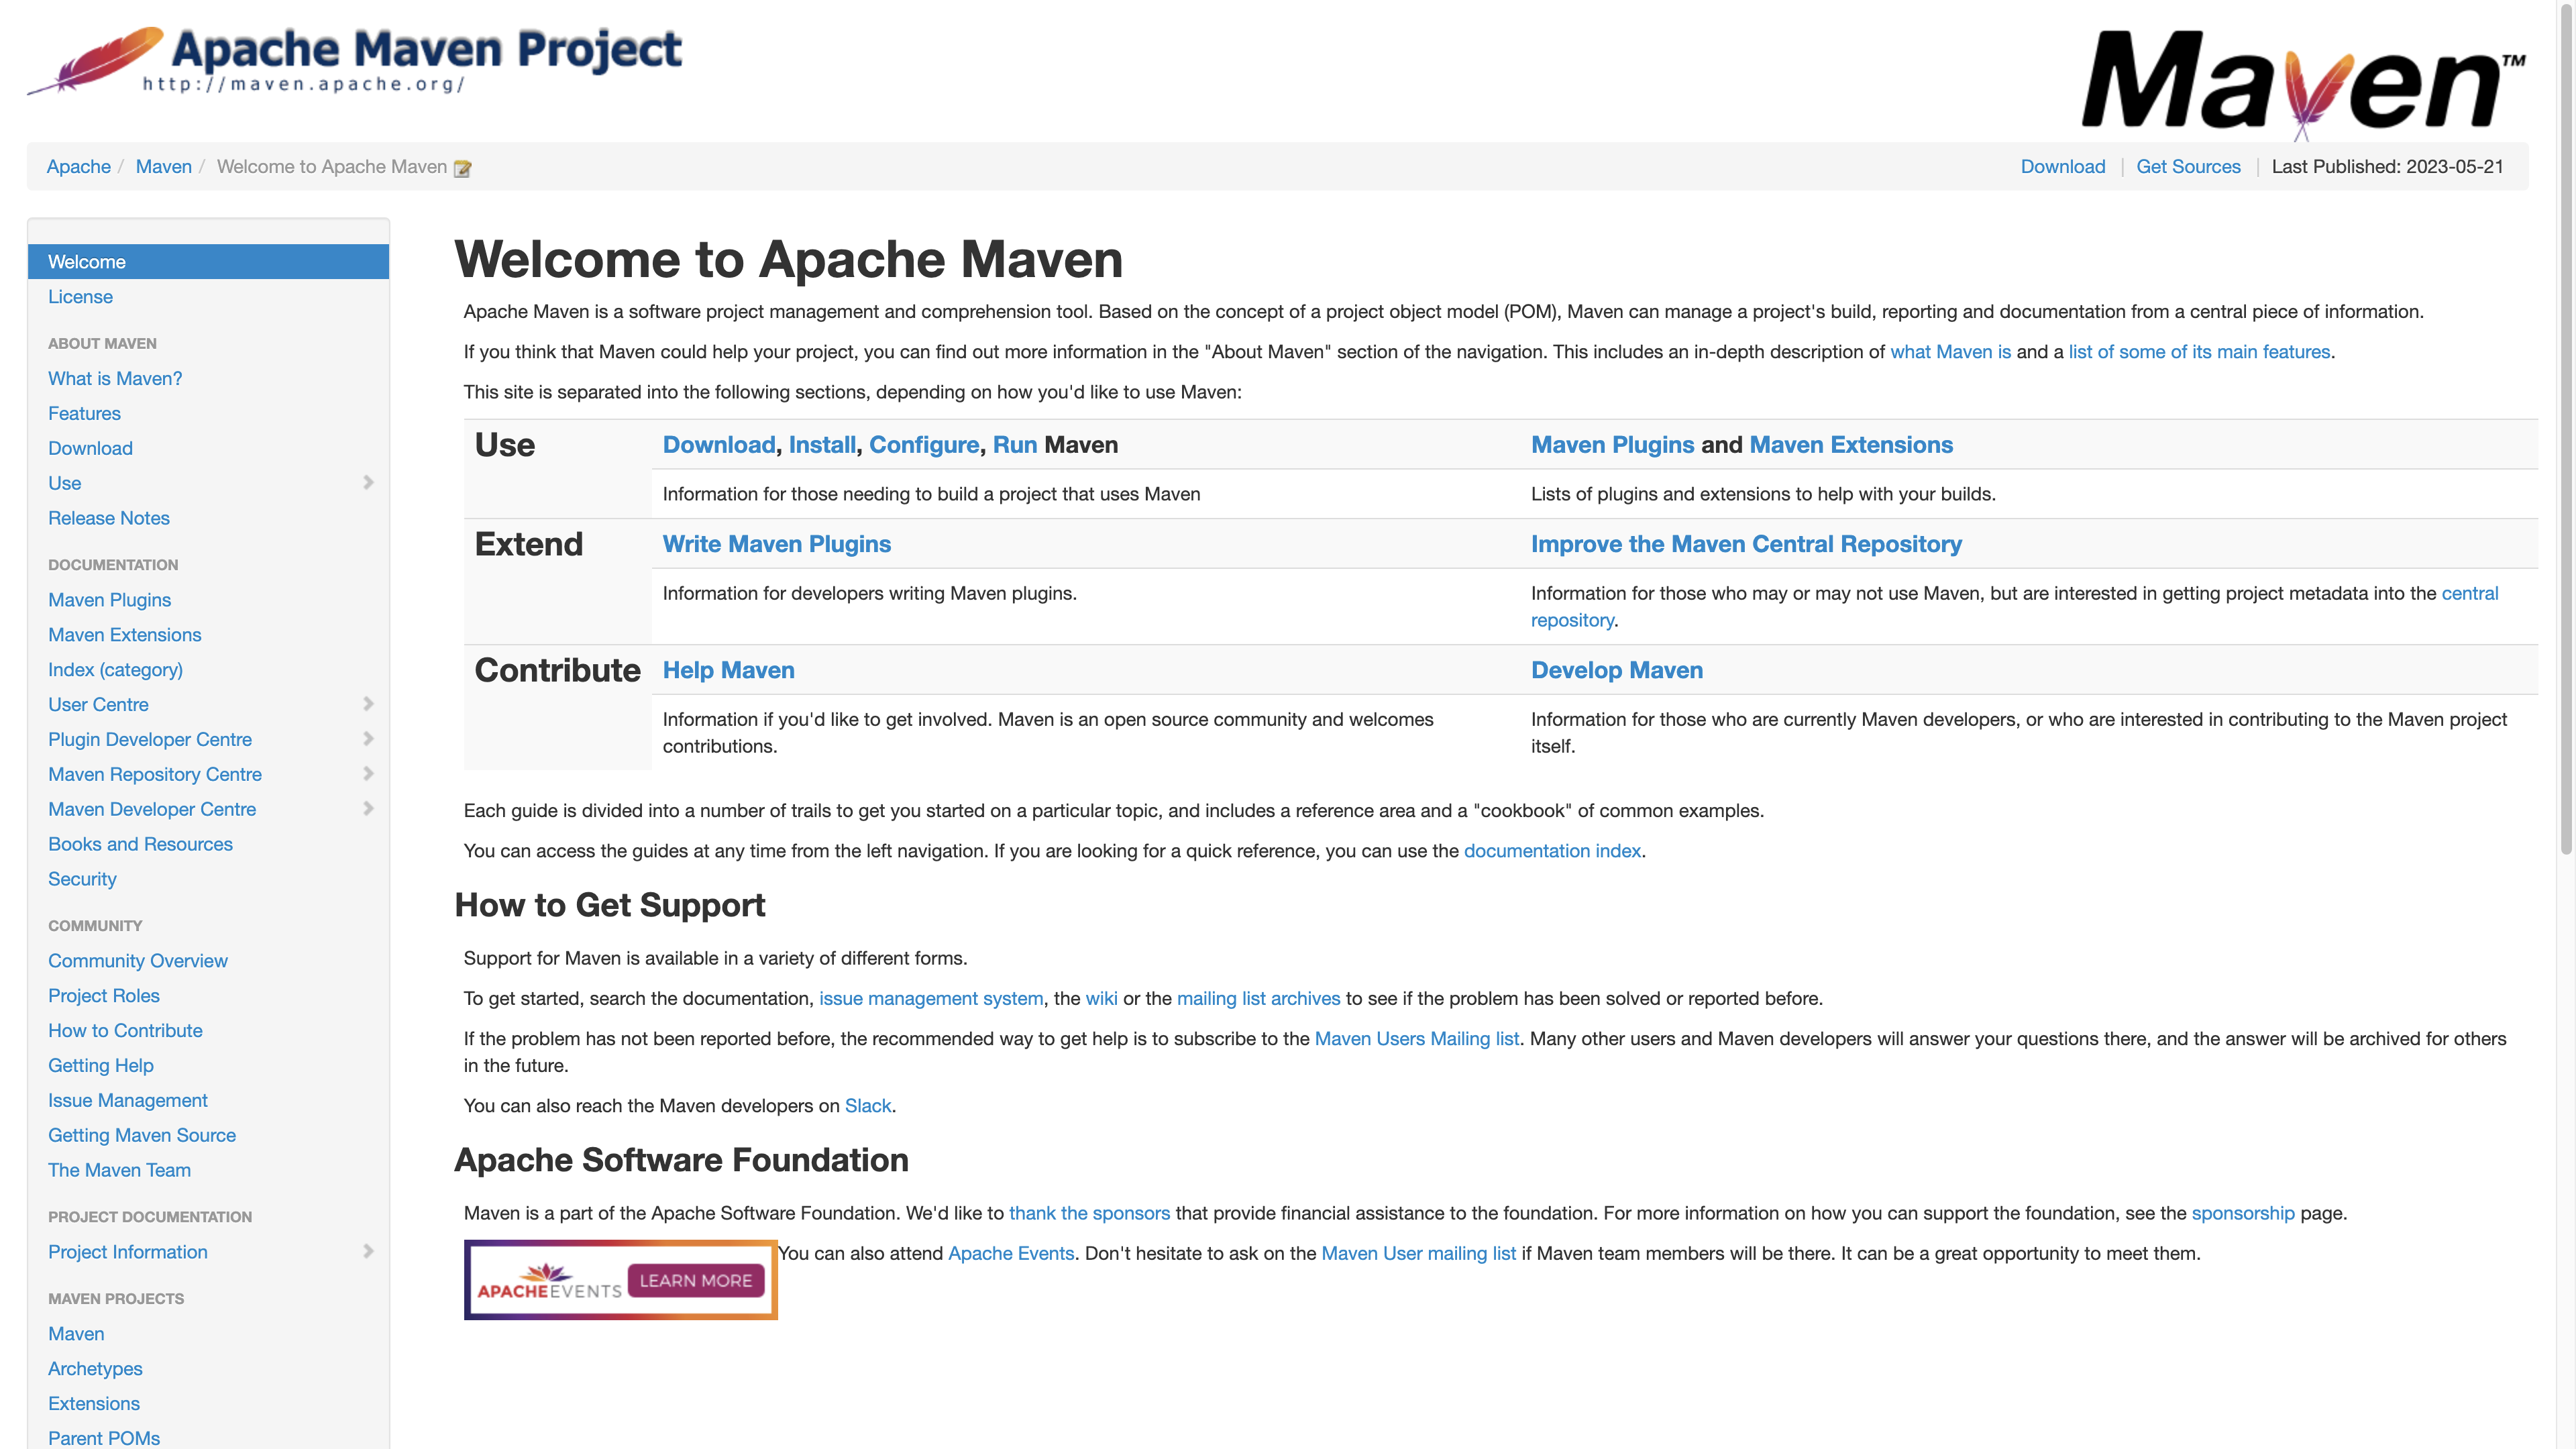 Apache Maven Project
http://maven.apache.org/
Maven™
Apache / Maven / Welcome to Apache Maven
Download | Get Sources | Last Published: 2023-05-21
Welcome
License
ABOUT MAVEN
What is Maven?
Features
Download
Use
Release Notes
DOCUMENTATION
Maven Plugins
Maven Extensions
Index (category)
User Centre
Plugin Developer Centre
Maven Repository Centre
Maven Developer Centre
Books and Resources
Security
COMMUNITY
Community Overview
Project Roles
How to Contribute
Getting Help
Issue Management
Getting Maven Source
The Maven Team
PROJECT DOCUMENTATION
Project Information
MAVEN PROJECTS
Maven
Archetypes
Extensions
Parent POMs
Welcome to Apache Maven
Apache Maven is a software project management and comprehension tool. Based on the concept of a project object model (POM), Maven can manage a project's build, reporting and documentation from a central piece of information.
If you think that Maven could help your project, you can find out more information in the "About Maven" section of the navigation. This includes an in-depth description of what Maven is and a list of some of its main features.
This site is separated into the following sections, depending on how you'd like to use Maven:
Use
Download, Install, Configure, Run Maven
Maven Plugins and Maven Extensions
Information for those needing to build a project that uses Maven
Lists of plugins and extensions to help with your builds.
Extend
Write Maven Plugins
Improve the Maven Central Repository
Information for developers writing Maven plugins.
Information for those who may or may not use Maven, but are interested in getting project metadata into the central
repository.
Contribute
Help Maven
Develop Maven
Information if you'd like to get involved. Maven is an open source community and welcomes
contributions.
Information for those who are currently Maven developers, or who are interested in contributing to the Maven project
itself.
Each guide is divided into a number of trails to get you started on a particular topic, and includes a reference area and a "cookbook" of common examples.
You can access the guides at any time from the left navigation. If you are looking for a quick reference, you can use the documentation index.
How to Get Support
Support for Maven is available in a variety of different forms.
To get started, search the documentation, issue management system, the wiki or the mailing list archives to see if the problem has been solved or reported before.
If the problem has not been reported before, the recommended way to get help is to subscribe to the Maven Users Mailing list. Many other users and Maven developers will answer your questions there, and the answer will be archived for others
in the future.
You can also reach the Maven developers on Slack.
Apache Software Foundation
Maven is a part of the Apache Software Foundation. We'd like to thank the sponsors that provide financial assistance to the foundation. For more information on how you can support the foundation, see the sponsorship page.
You can also attend Apache Events. Don't hesitate to ask on the Maven User mailing list if Maven team members will be there. It can be a great opportunity to meet them.
APACHEEVENTS LEARN MORE